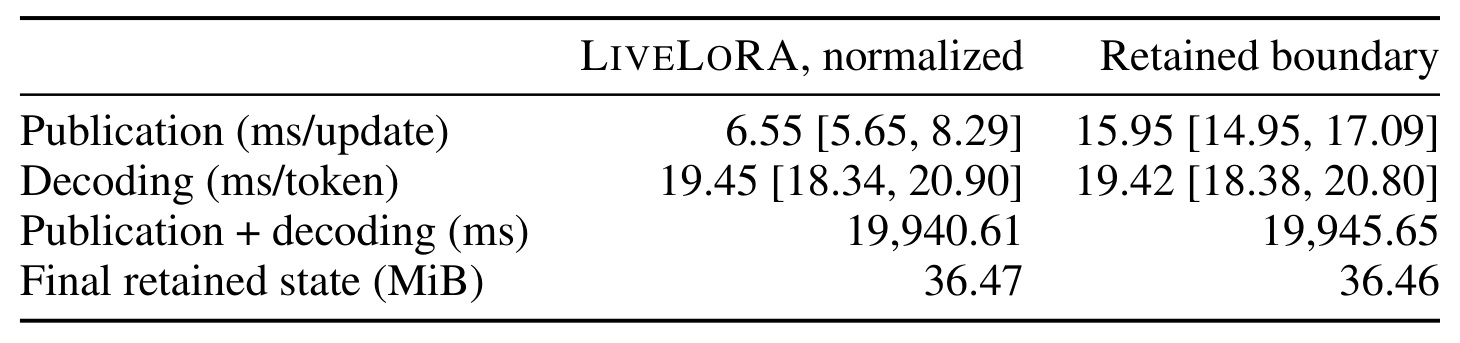 LIVELORA, normalized Retained boundary
Publication (ms/update) 6.55 [5.65, 8.29] 15.95 [14.95, 17.09]
Decoding (ms/token) 19.45 [18.34, 20.90] 19.42 [18.38, 20.80]
Publication + decoding (ms) 19,940.61 19,945.65
Final retained state (MiB) 36.47 36.46